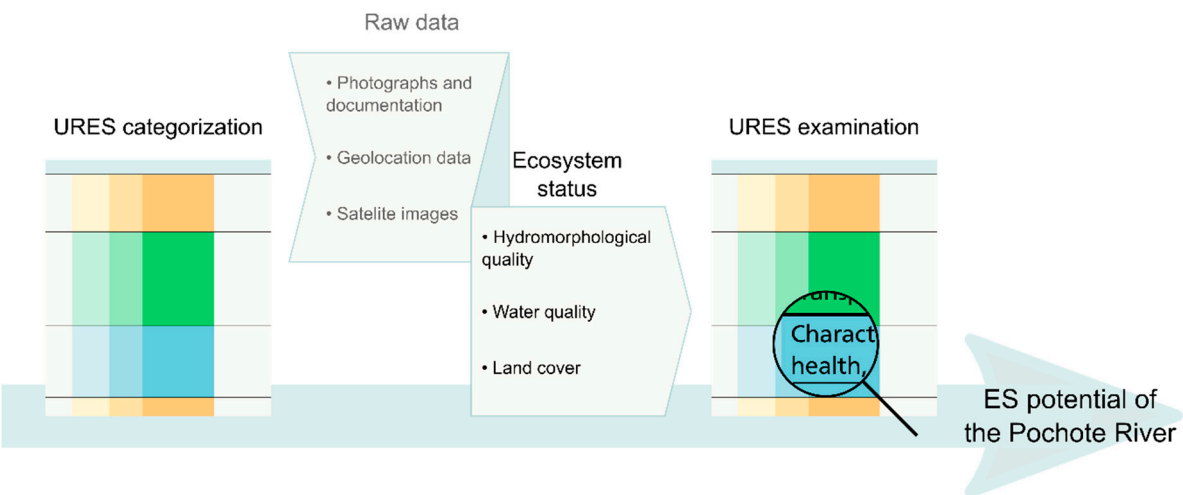 Raw data
• Photographs and
documentation
• Geolocation data
• Satelite images
URES categorization
Ecosystem
status
• Hydromorphological
quality
• Water quality
• Land cover
URES examination
Charact
health,
ES potential of
the Pochote River